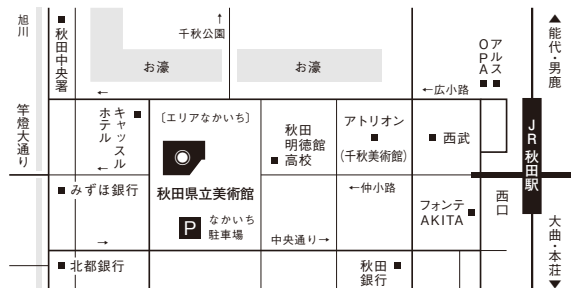 旭川
秋田中央署
↑
千秋公園
お濠
お濠
アルス
OPA
▲能代・男鹿
←
←広小路
竿燈大通り
キャッスル
ホテル
〔エリアなかいち〕
秋田
明徳館
高校
アトリオン
(千秋美術館)
西武
JR秋田駅
←
秋田県立美術館
←仲小路
みずほ銀行
フォンテ
AKITA
西口
P
なかいち
駐車場
→
中央通り→
大曲・本荘▼
北都銀行
秋田
銀行